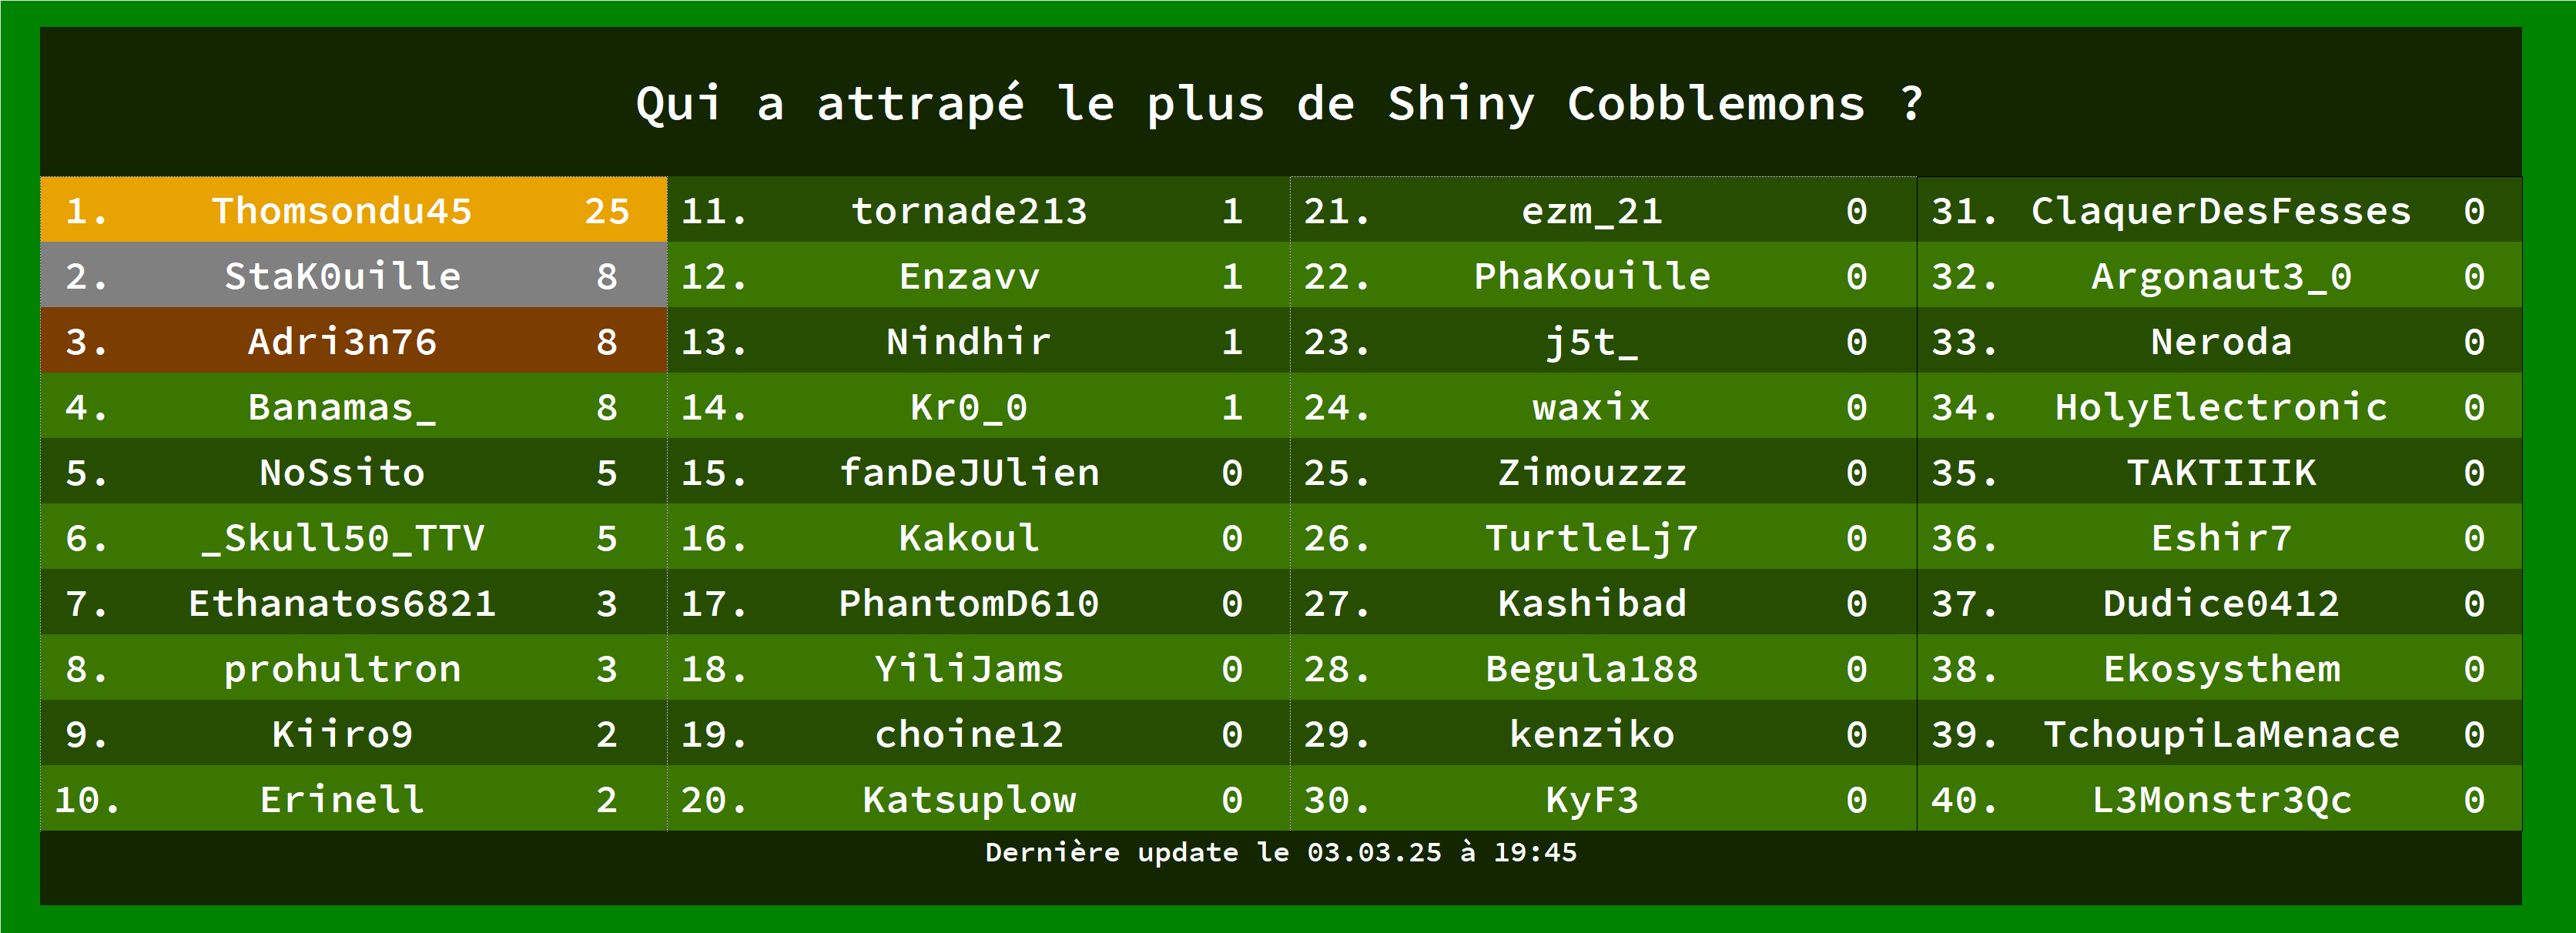 Qui a attrapé le plus de Shiny Cobblemons ?
1. Thomsondu45 25
2. StaK0uille 8
3. Adri3n76 8
4. Banamas_ 8
5. NoSsito 5
6. _Skull50_TTV 5
7. Ethanatos6821 3
8. prohultron 3
9. Kiiro9 2
10. Erinell 2
11. tornade213 1
12. Enzavv 1
13. Nindhir 1
14. Kr0_0 1
15. fanDeJUlien 0
16. Kakoul 0
17. PhantomD610 0
18. YiliJams 0
19. choine12 0
20. Katsuplow 0
21. ezm_21 0
22. PhaKouille 0
23. j5t_ 0
24. waxix 0
25. Zimouzzz 0
26. TurtleLj7 0
27. Kashibad 0
28. Begula188 0
29. kenziko 0
30. KyF3 0
31. ClaquerDesFesses 0
32. Argonaut3_0 0
33. Neroda 0
34. HolyElectronic 0
35. TAKTIIIK 0
36. Eshir7 0
37. Dudice0412 0
38. Ekosysthem 0
39. TchoupiLaMenace 0
40. L3Monstr3Qc 0
Dernière update le 03.03.25 à 19:45